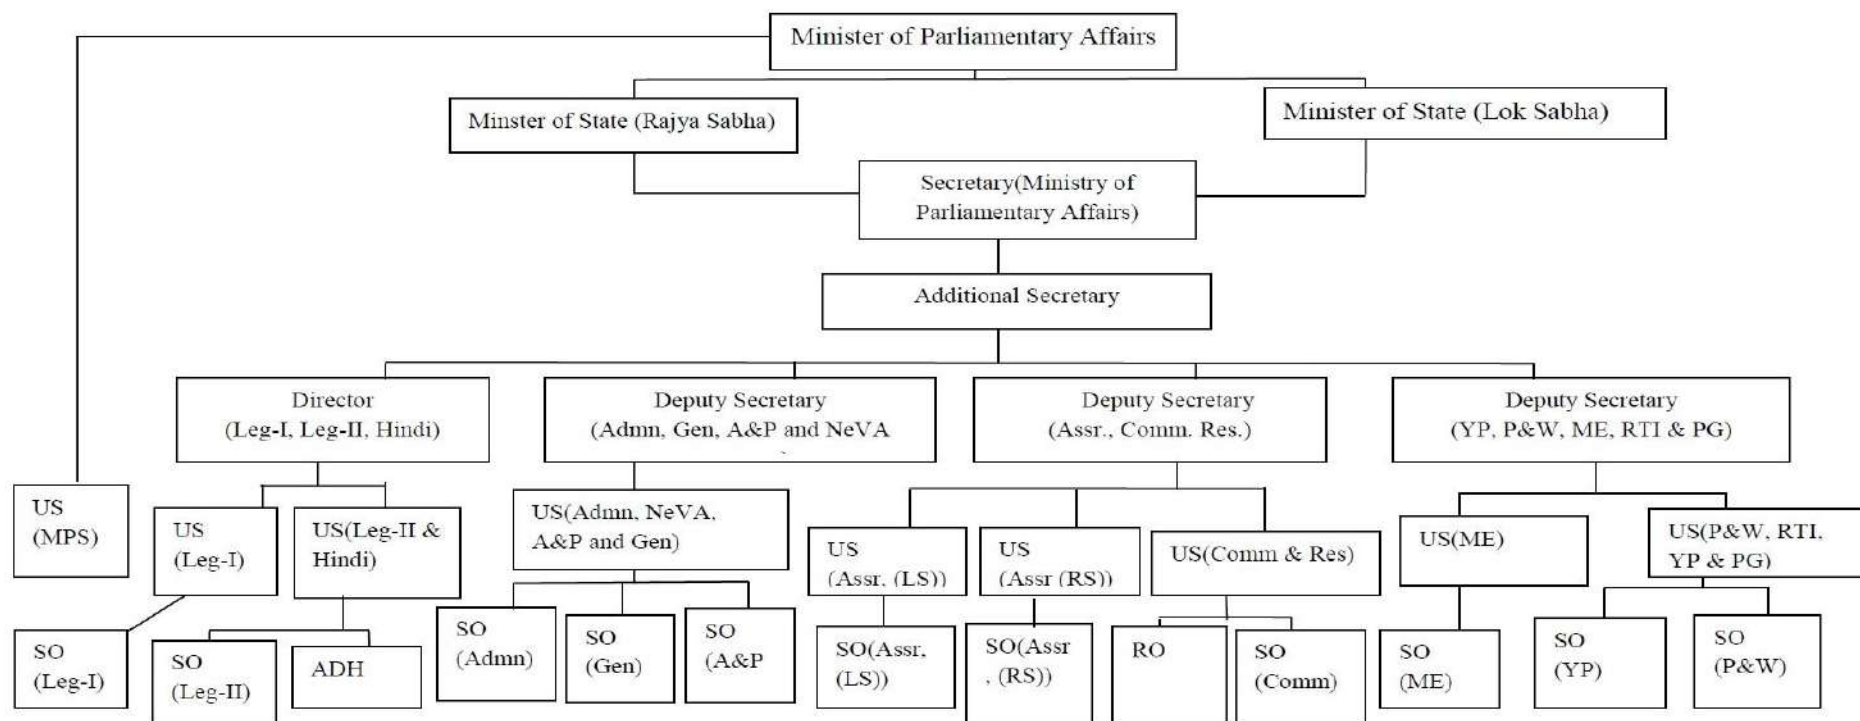 Minister of Parliamentary Affairs
Minster of State (Rajya Sabha)
Minister of State (Lok Sabha)
Secretary(Ministry of
Parliamentary Affairs)
Additional Secretary
Director
(Leg-I, Leg-II, Hindi)
Deputy Secretary
(Admn, Gen, A&P and NeVA
Deputy Secretary
(Assr., Comm. Res.)
Deputy Secretary
(YP, P&W, ME, RTI & PG)
US
(MPS)
US
(Leg-I)
US(Leg-II &
Hindi)
US(Admn, NeVA,
A&P and Gen)
US
(Assr, (LS))
US
(Assr (RS))
US(Comm & Res)
US(ME)
US(P&W, RTI,
YP & PG)
SO
(Leg-I)
SO
(Leg-II)
ADH
SO
(Admn)
SO
(Gen)
SO
(A&P
SO(Assr,
(LS))
SO(Assr
, (RS))
RO
SO
(Comm)
SO
(ME)
SO
(YP)
SO
(P&W)